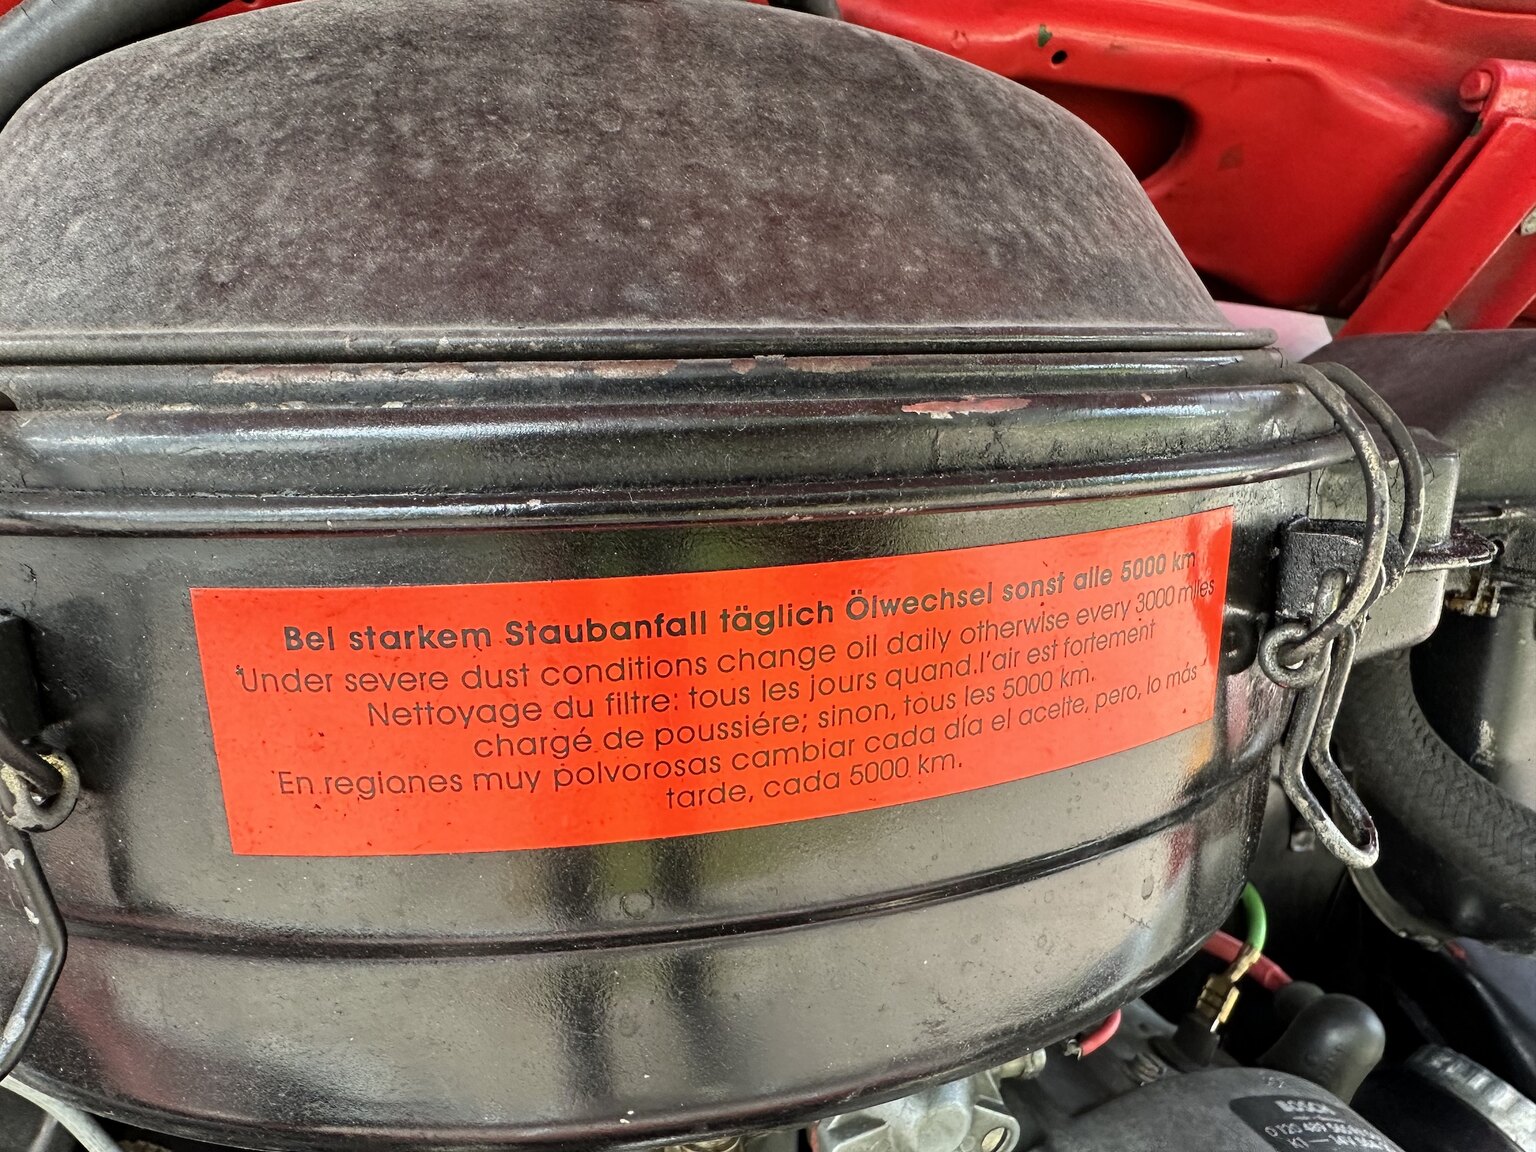 Bei starkem Staubanfall täglich Ölwechsel sonst alle 5000 km
Under severe dust conditions change oil daily otherwise every 3000 miles
Nettoyage du filtre: tous les jours quand l'air est fortement
chargé de poussiére; sinon, tous les 5000 km.
En regiones muy polvorosas cambiar cada día el aceite, pero, lo más
tarde, cada 5000 km.
BOSCH